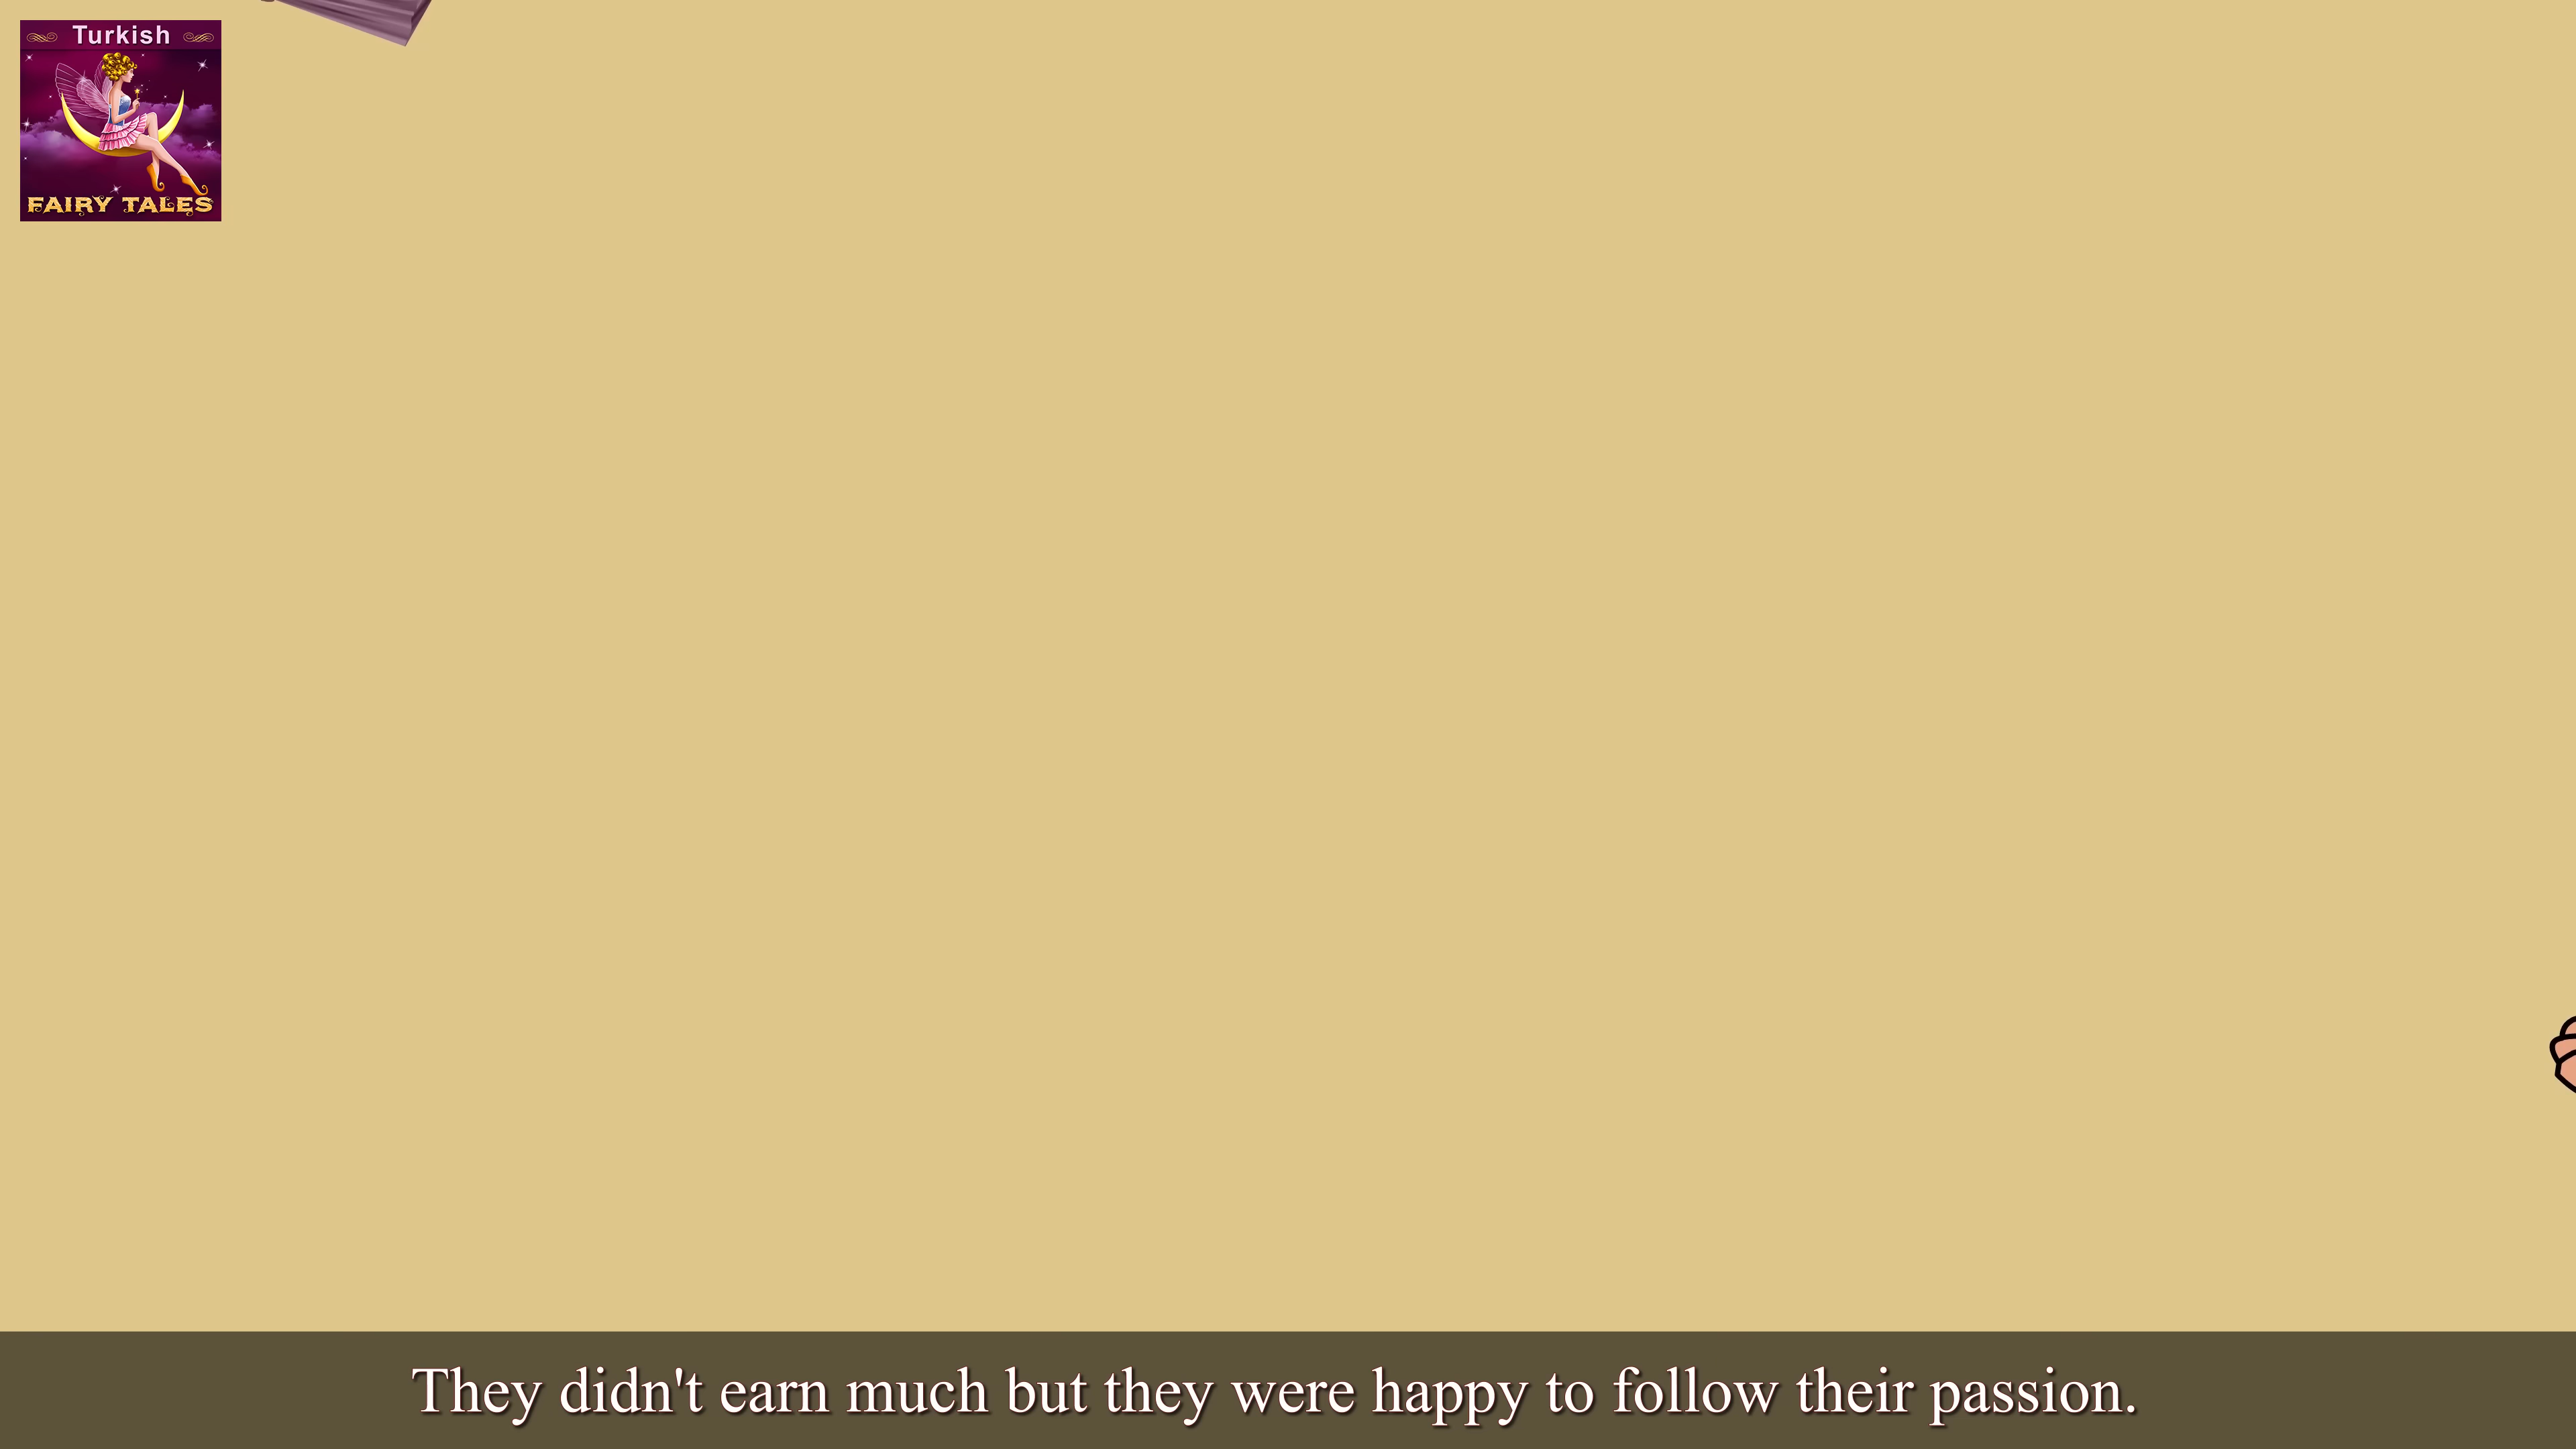 Turkish
FAIRY TALES
They didn't earn much but they were happy to follow their passion.